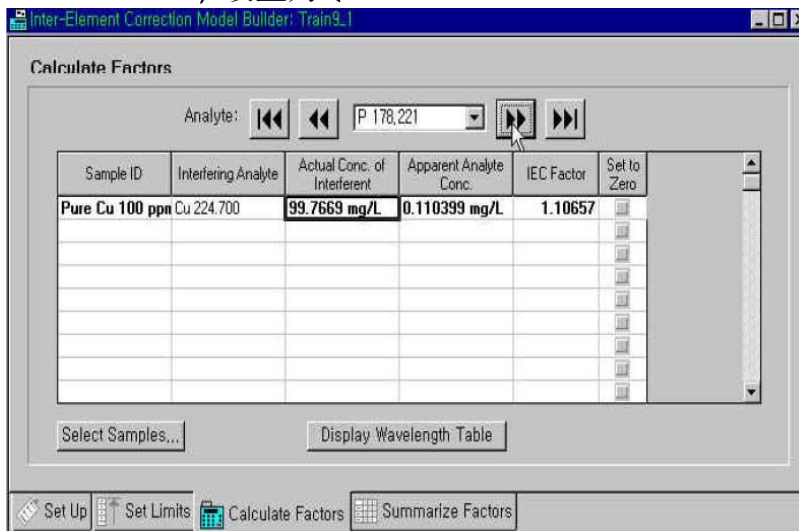 Inter-Element Correction Model Builder: Train9_1
Calculate Factors
Analyte: P 178,221
Sample ID Interfering Analyte Actual Conc. of Interferent Apparent Analyte Conc. IEC Factor Set to Zero
Pure Cu 100 ppm Cu 224.700 99.7669 mg/L 0.110399 mg/L 1.10657
Select Samples... Display Wavelength Table
Set Up Set Limits Calculate Factors Summarize Factors